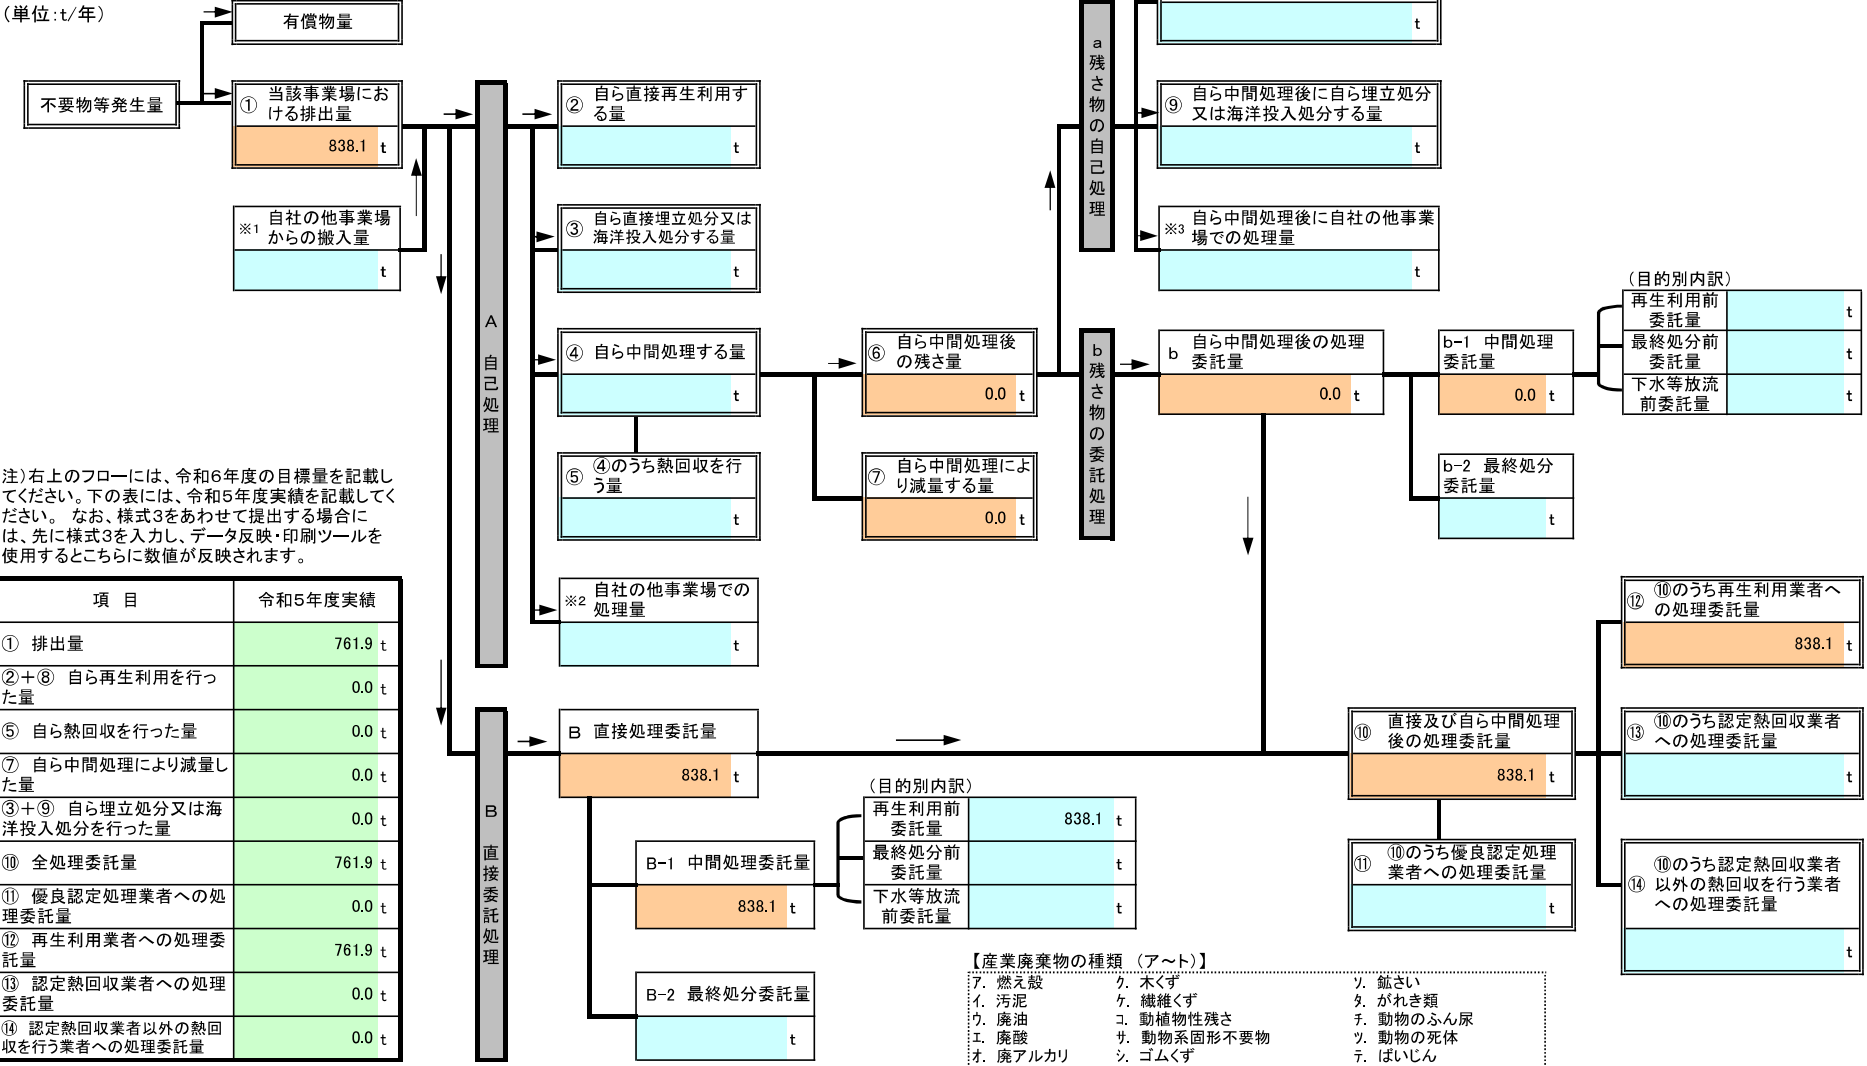 (単位:t/年)
有償物量
不要物等発生量
① 当該事業場にお
ける排出量
838.1 t
※1 自社の他事業場
からの搬入量
t
A 自己処理
② 自ら直接再生利用す
る量
t
③ 自ら直接埋立処分又は
海洋投入処分する量
t
④ 自ら中間処理する量
t
⑤ ④のうち熱回収を行
う量
t
※2 自社の他事業場での
処理量
t
⑥ 自ら中間処理後
の残さ量
0.0 t
⑦ 自ら中間処理によ
り減量する量
0.0 t
a残さ物の自己処理
t
⑨ 自ら中間処理後に自ら埋立処分
又は海洋投入処分する量
t
※3 自ら中間処理後に自社の他事業
場での処理量
t
b残さ物の委託処理
b 自ら中間処理後の処理
委託量
0.0 t
b-1 中間処理
委託量
0.0 t
(目的別内訳)
再生利用前
委託量 t
最終処分前
委託量 t
下水等放流
前委託量 t
b-2 最終処分
委託量
t
注)右上のフローには、令和6年度の目標量を記載し
てください。下の表には、令和5年度実績を記載してく
ださい。 なお、様式3をあわせて提出する場合に
は、先に様式3を入力し、データ反映・印刷ツールを
使用するとこちらに数値が反映されます。
項 目 令和5年度実績
① 排出量 761.9 t
②+⑧ 自ら再生利用を行っ
た量 0.0 t
⑤ 自ら熱回収を行った量 0.0 t
⑦ 自ら中間処理により減量し
た量 0.0 t
③+⑨ 自ら埋立処分又は海
洋投入処分を行った量 0.0 t
⑩ 全処理委託量 761.9 t
⑪ 優良認定処理業者への処
理委託量 0.0 t
⑫ 再生利用業者への処理委
託量 761.9 t
⑬ 認定熱回収業者への処理
委託量 0.0 t
⑭ 認定熱回収業者以外の熱回
収を行う業者への処理委託量 0.0 t
B 直接委託処理
B 直接処理委託量
838.1 t
B-1 中間処理委託量
838.1 t
(目的別内訳)
再生利用前
委託量 838.1 t
最終処分前
委託量 t
下水等放流
前委託量 t
B-2 最終処分委託量
t
⑩ 直接及び自ら中間処理
後の処理委託量
838.1 t
⑪ ⑩のうち優良認定処理
業者への処理委託量
t
⑫ ⑩のうち再生利用業者へ
の処理委託量
838.1 t
⑬ ⑩のうち認定熱回収業者
への処理委託量
t
⑭ ⑩のうち認定熱回収業者
以外の熱回収を行う業者
への処理委託量
t
【産業廃棄物の種類 (ア~ト)】
ア. 燃え殻 ク. 木くず ソ. 鉱さい
イ. 汚泥 ケ. 繊維くず タ. がれき類
ウ. 廃油 コ. 動植物性残さ チ. 動物のふん尿
エ. 廃酸 サ. 動物系固形不要物 ツ. 動物の死体
オ. 廃アルカリ シ. ゴムくず テ. ばいじん